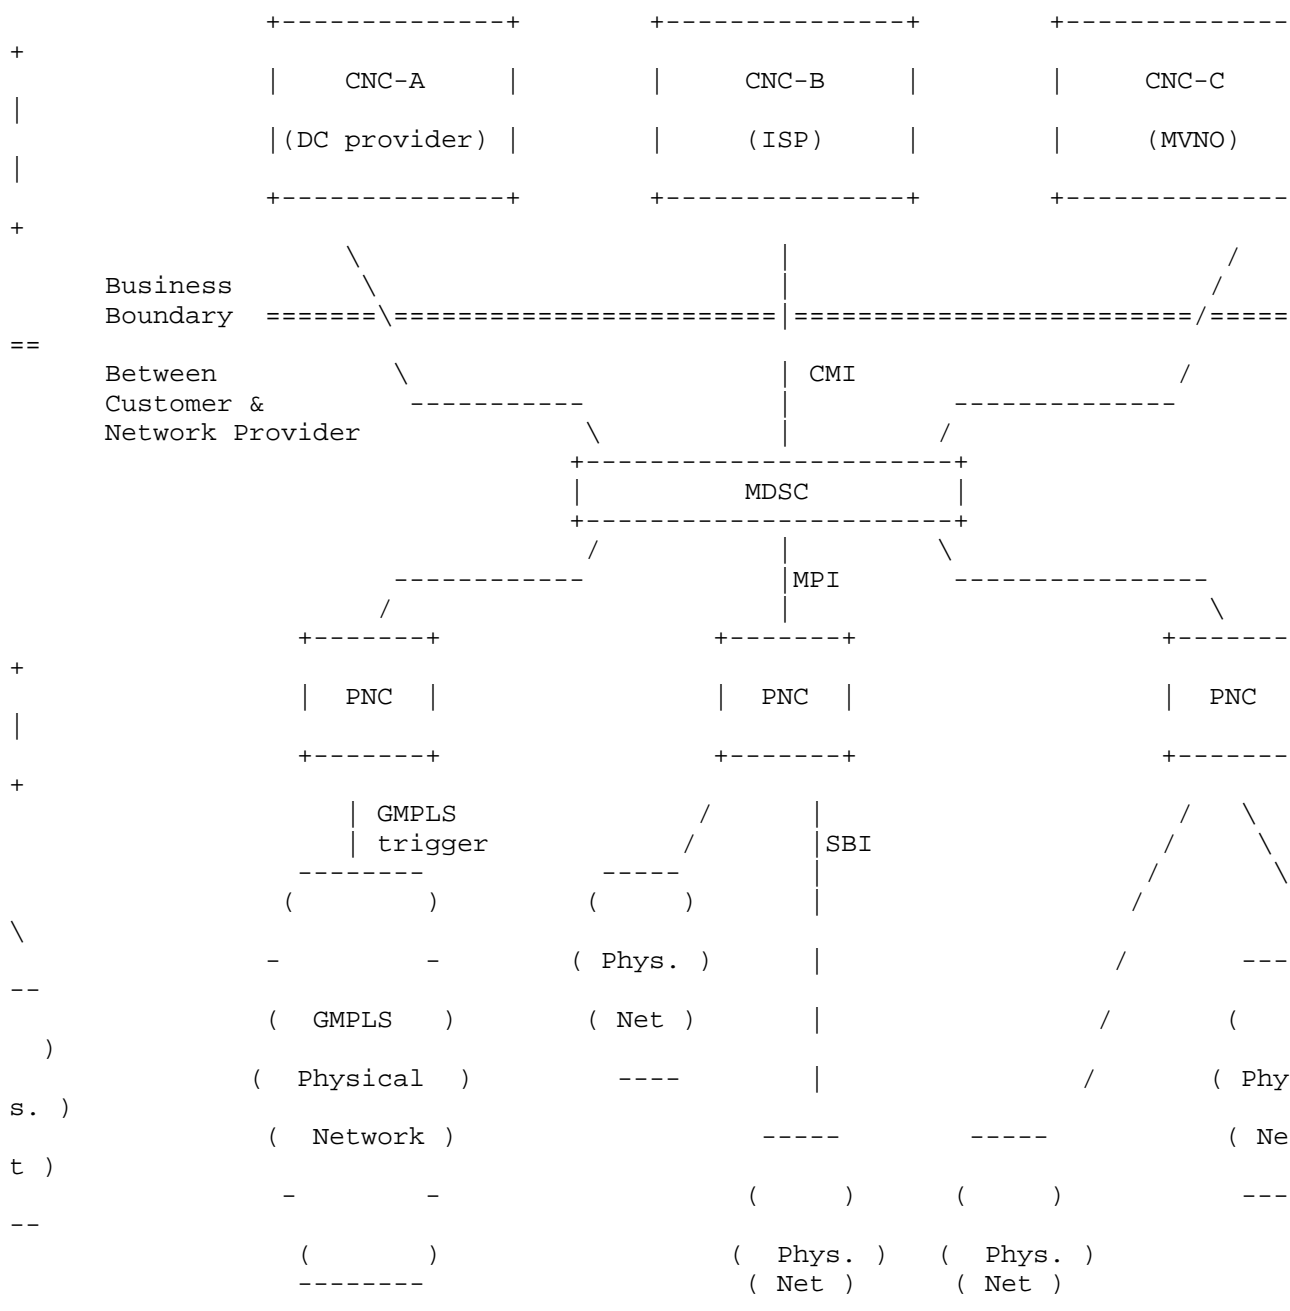 +--------------+        +---------------+        +--------------
+
            |    CNC-A     |        |     CNC-B     |        |     CNC-C
|
            |(DC provider) |        |     (ISP)     |        |     (MVNO)
|
            +--------------+        +---------------+        +--------------
+
                 \                          |                           /
  Business        \                         |                          /
  Boundary  =======\========================|=========================/=====
==
  Between           \                       | CMI                    /
  Customer &         -----------            |          --------------
  Network Provider              \           |         /
                               +-----------------------+
                               |          MDSC         |
                               +-----------------------+
                                /           |         \
                    ------------            |MPI       ----------------
                   /                        |                          \
              +-------+                 +-------+                   +-------
+
              |  PNC  |                 |  PNC  |                   |  PNC
|
              +-------+                 +-------+                   +-------
+
                 | GMPLS               /      |                      /   \
                 | trigger            /       |SBI                  /     \
              --------           -----        |                    /       \
             (        )         (     )       |                   /
\
            -         -        ( Phys. )      |                  /       ---
--
            (  GMPLS   )        ( Net )       |                 /       (
  )
           (  Physical  )         ----        |                /       ( Phy
s. )
            (  Network )                   -----        -----           ( Ne
t )
             -        -                   (     )      (     )           ---
--
              (       )                  (  Phys. )   (  Phys. )
              --------                    ( Net )      ( Net )